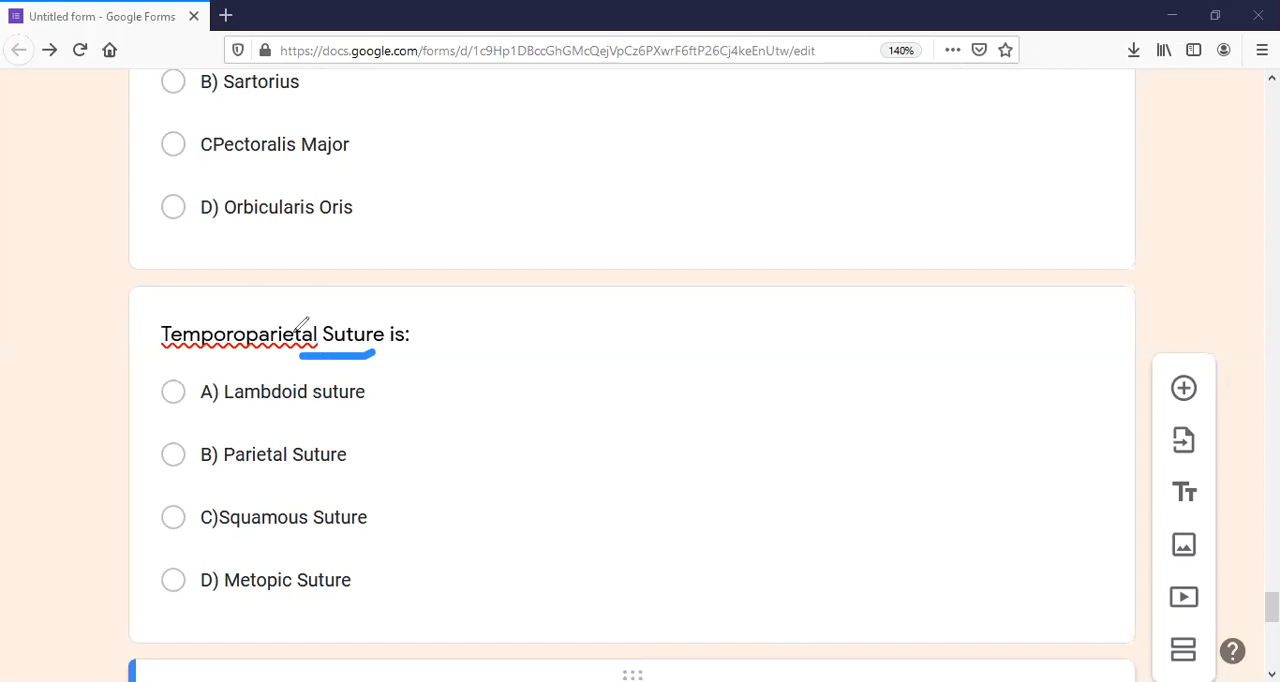 Untitled form - Google Forms
https://docs.google.com/forms/d/1c9Hp1DBccGhGMcQejVpCz6PXwrF6ftP26Cj4keEnUtw/edit
140%
B) Sartorius
CPectoralis Major
D) Orbicularis Oris
Temporoparietal Suture is:
A) Lambdoid suture
B) Parietal Suture
C)Squamous Suture
D) Metopic Suture